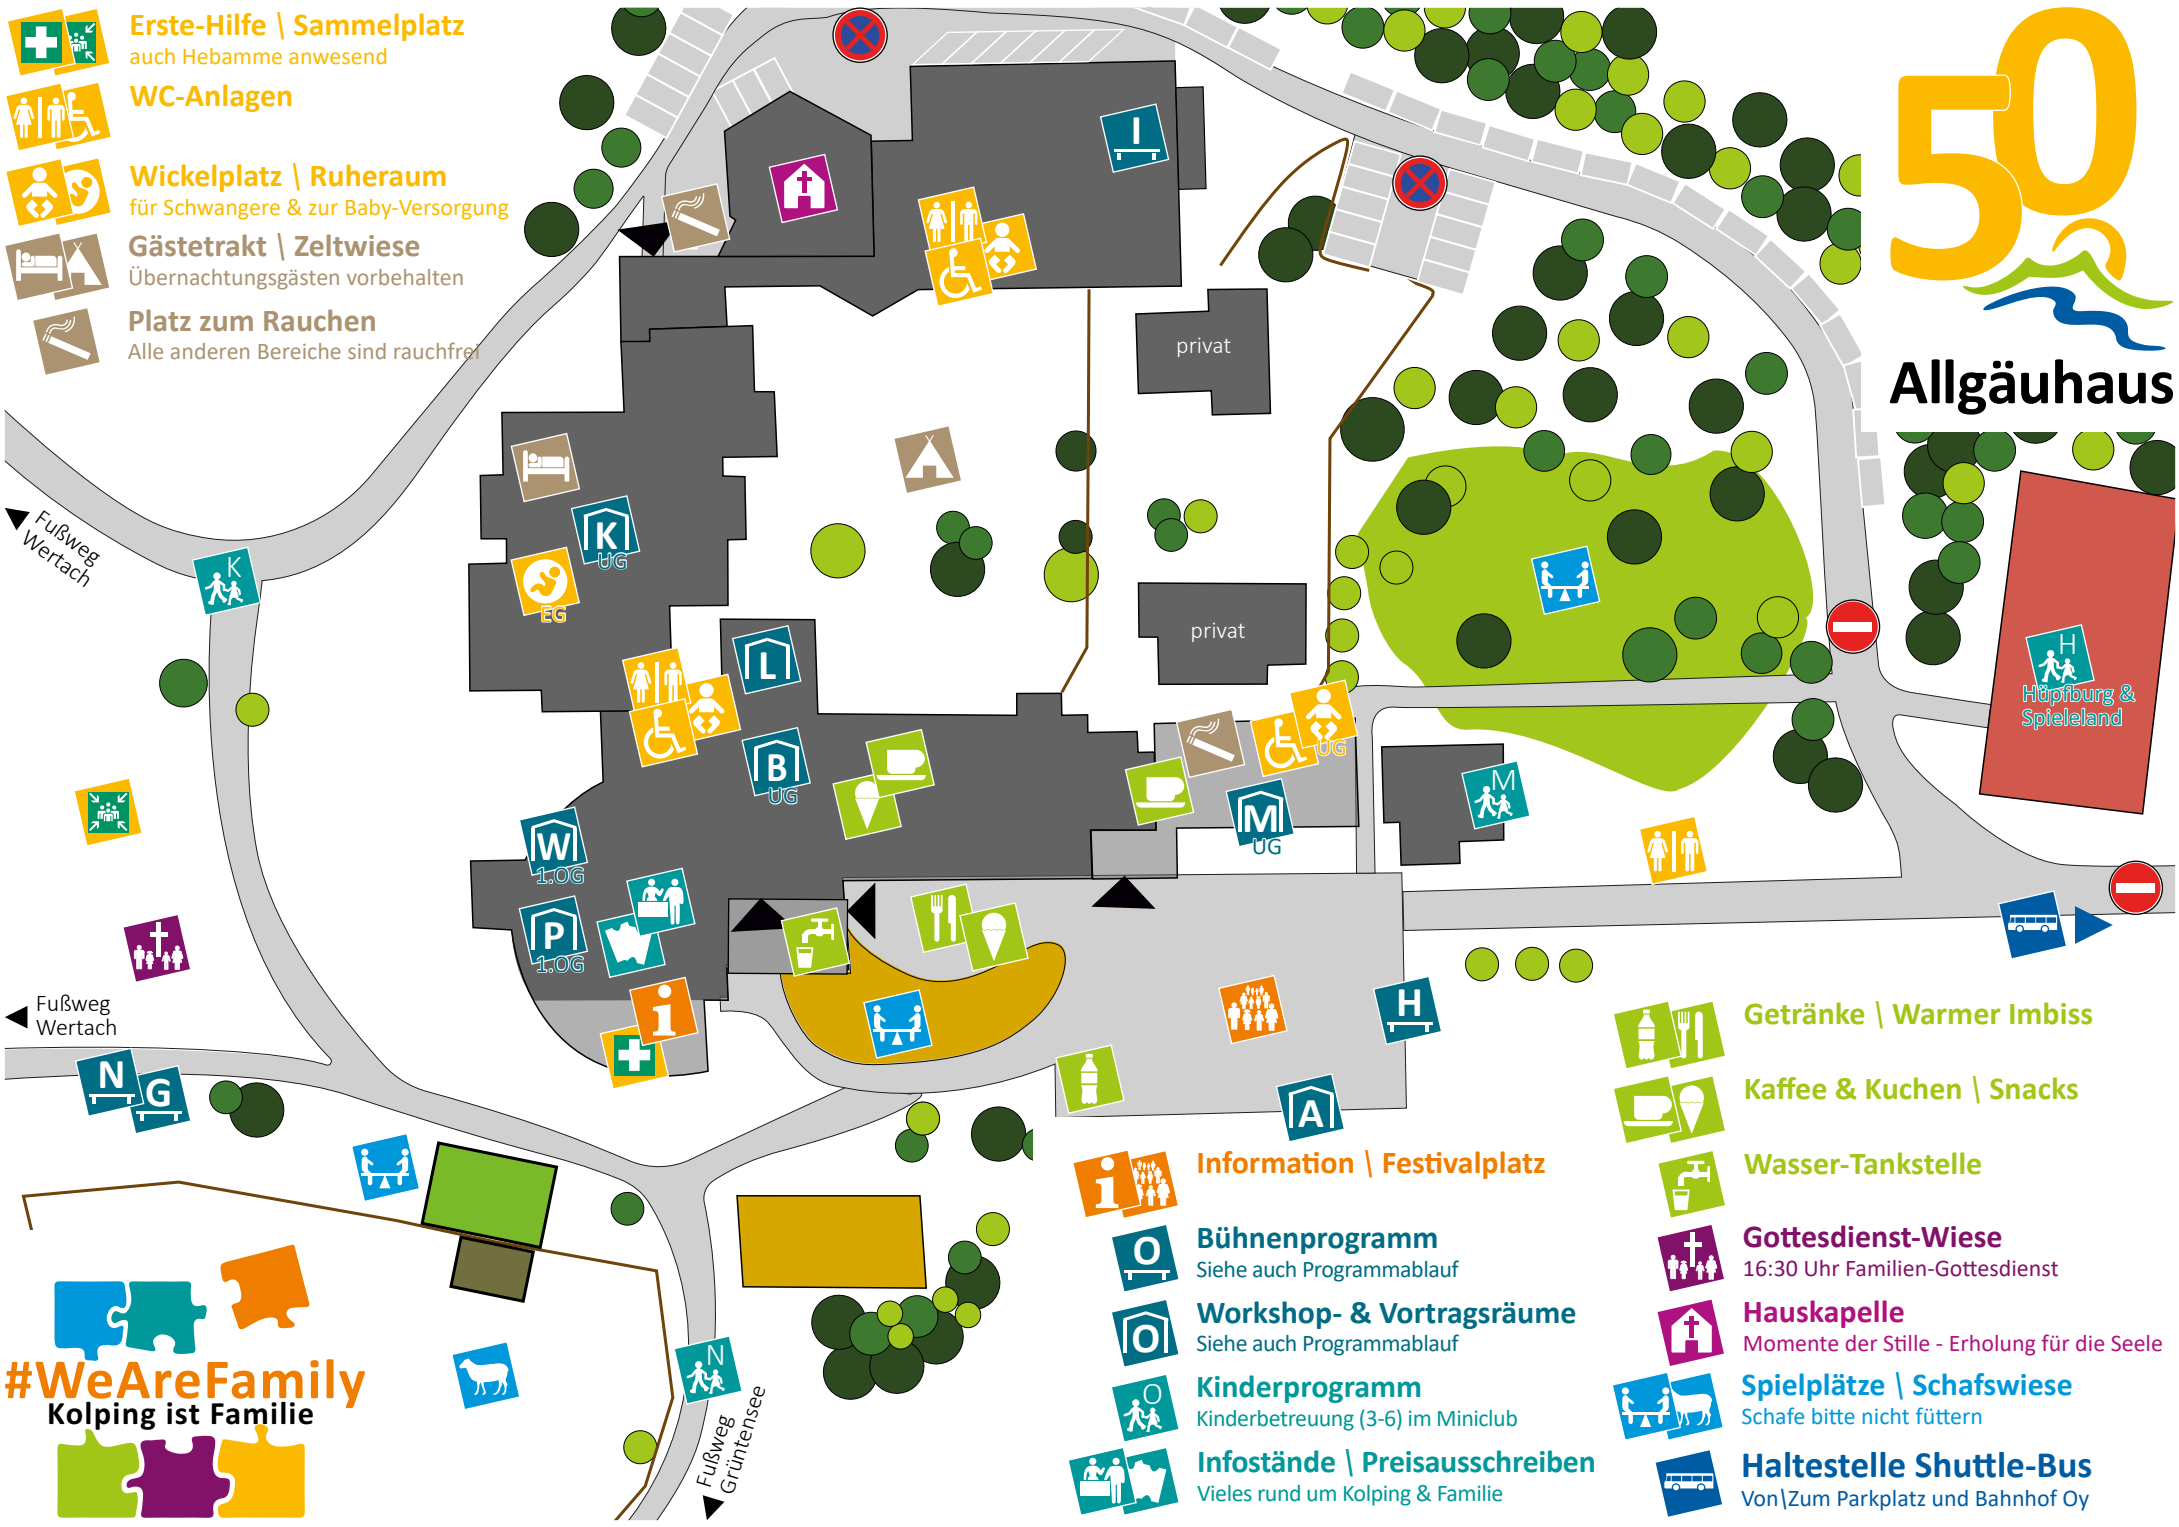 Erste-Hilfe \ Sammelplatz
auch Hebamme anwesend
WC-Anlagen
Wickelplatz \ Ruheraum
für Schwangere & zur Baby-Versorgung
Gästetrakt \ Zeltwiese
Übernachtungsgästen vorbehalten
Platz zum Rauchen
Alle anderen Bereiche sind rauchfrei
50
Allgäuhaus
I
privat
K
UG
EG
Fußweg
Wertach
K
privat
L
H
Hüpfburg &
Spieleland
UG
B
UG
M
M
UG
W
1.OG
P
1.OG
i
H
A
Fußweg
Wertach
N
G
N
Fußweg
Grüntensee
#WeAreFamily
Kolping ist Familie
i
Information \ Festivalplatz
O
Bühnenprogramm
Siehe auch Programmablauf
O
Workshop- & Vortragsräume
Siehe auch Programmablauf
O
Kinderprogramm
Kinderbetreuung (3-6) im Miniclub
Infostände \ Preisausschreiben
Vieles rund um Kolping & Familie
Getränke \ Warmer Imbiss
Kaffee & Kuchen \ Snacks
Wasser-Tankstelle
Gottesdienst-Wiese
16:30 Uhr Familien-Gottesdienst
Hauskapelle
Momente der Stille - Erholung für die Seele
Spielplätze \ Schafswiese
Schafe bitte nicht füttern
Haltestelle Shuttle-Bus
Von\Zum Parkplatz und Bahnhof Oy